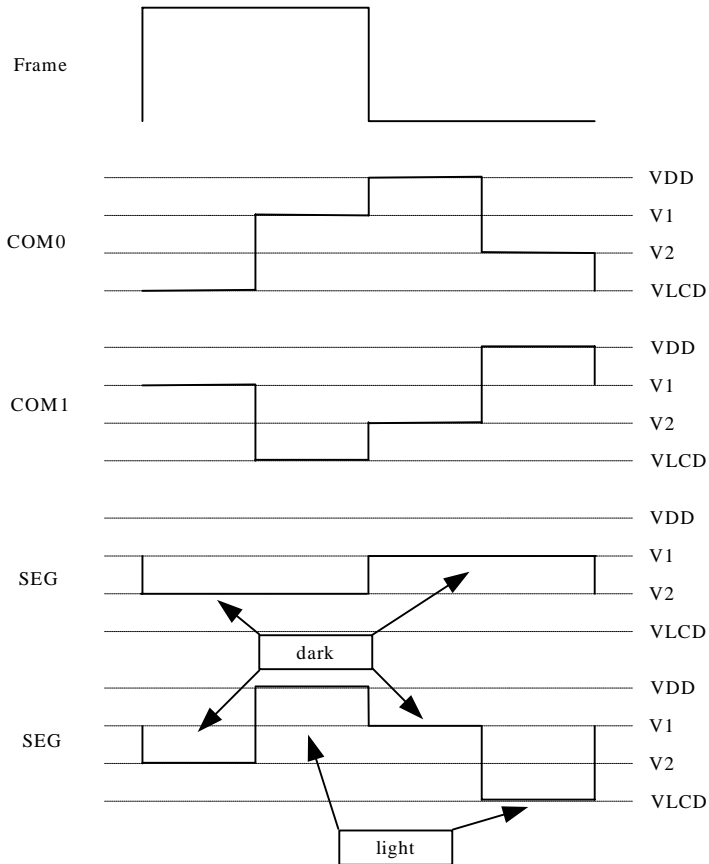 Frame
VDD
V1
COM0
V2
VLCD
VDD
V1
COM1
V2
VLCD
VDD
V1
SEG
V2
VLCD
dark
VDD
V1
SEG
V2
VLCD
light